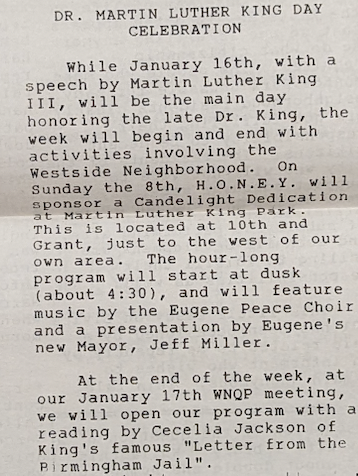 DR. MARTIN LUTHER KING DAY
CELEBRATION
While January 16th, with a
speech by Martin Luther King
III, will be the main day
honoring the late Dr. King, the
week will begin and end with
activities involving the
Westside Neighborhood. On
Sunday the 8th, H.O.N.E.Y. will
sponsor a Candelight Dedication
at Martin Luther King Park.
This is located at 10th and
Grant, just to the west of our
own area. The hour-long
program will start at dusk
(about 4:30), and will feature
music by the Eugene Peace Choir
and a presentation by Eugene's
new Mayor, Jeff Miller.
At the end of the week, at
our January 17th WNQP meeting,
we will open our program with a
reading by Cecelia Jackson of
King's famous "Letter from the
Birmingham Jail".